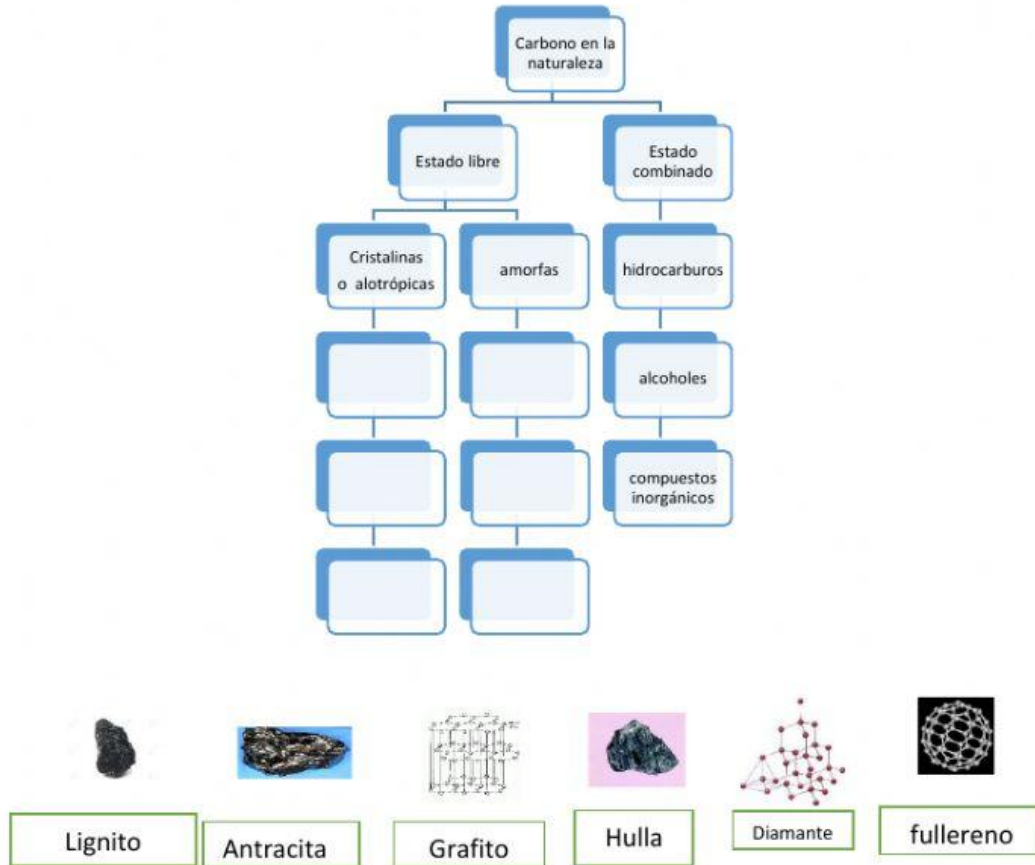 Carbono en la
naturaleza
Estado libre
Estado
combinado
Cristalinas
o alotrópicas
amorfas
hidrocarburos
alcoholes
compuestos
inorgánicos
Lignito
Antracita
Grafito
Hulla
Diamante
fullereno